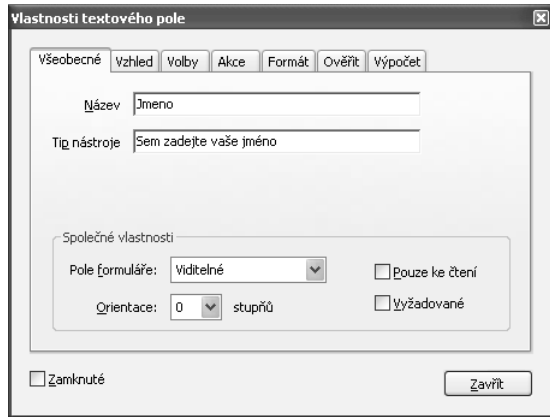 Vlastnosti textového pole
Všeobecné Vzhled Volby Akce Formát Ověřit Výpočet
Název Jmeno
Tip nástroje Sem zadejte vaše jméno
Společné vlastnosti
Pole formuláře: Viditelné Pouze ke čtení
Orientace: 0 stupňů Vyžadované
Zamknuté Zavřít